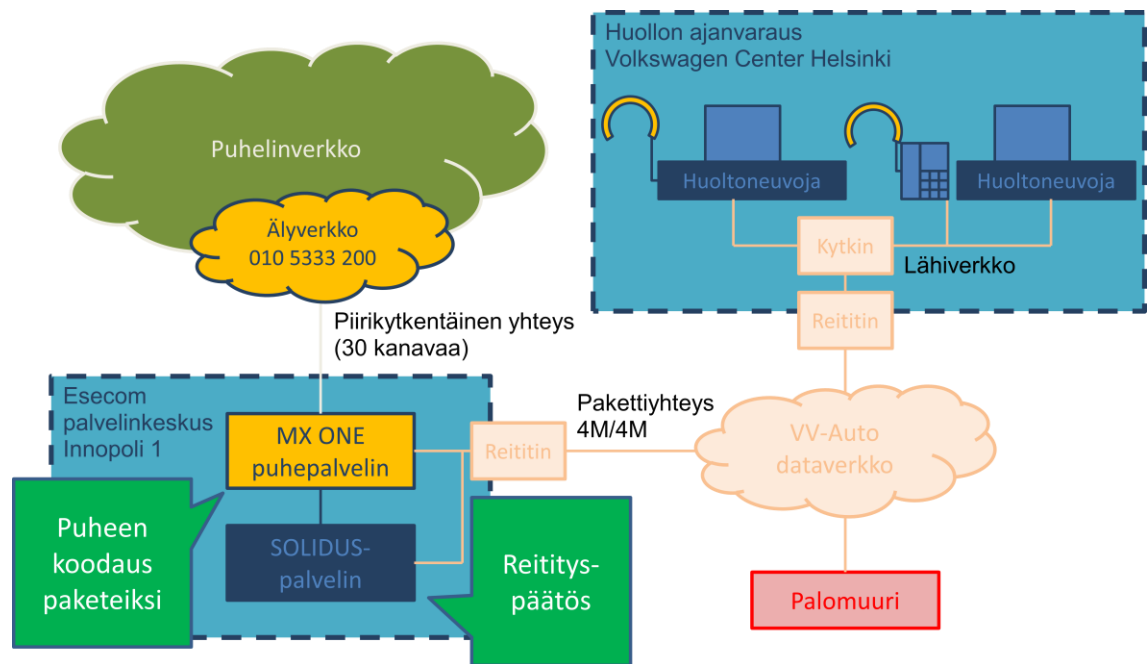 Huollon ajanvaraus
Volkswagen Center Helsinki
Puhelinverkko
Huoltoneuvoja
Huoltoneuvoja
Älyverkko
010 5333 200
Kytkin
Lähiverkko
Reititin
Piirikytkentäinen yhteys
(30 kanavaa)
Esecom
palvelinkeskus
Innopoli 1
MX ONE
puhepalvelin
Reititin
Pakettiyhteys
4M/4M
VV-Auto
dataverkko
Puheen
koodaus
paketeiksi
SOLIDUS-
palvelin
Reititys-
päätös
Palomuuri